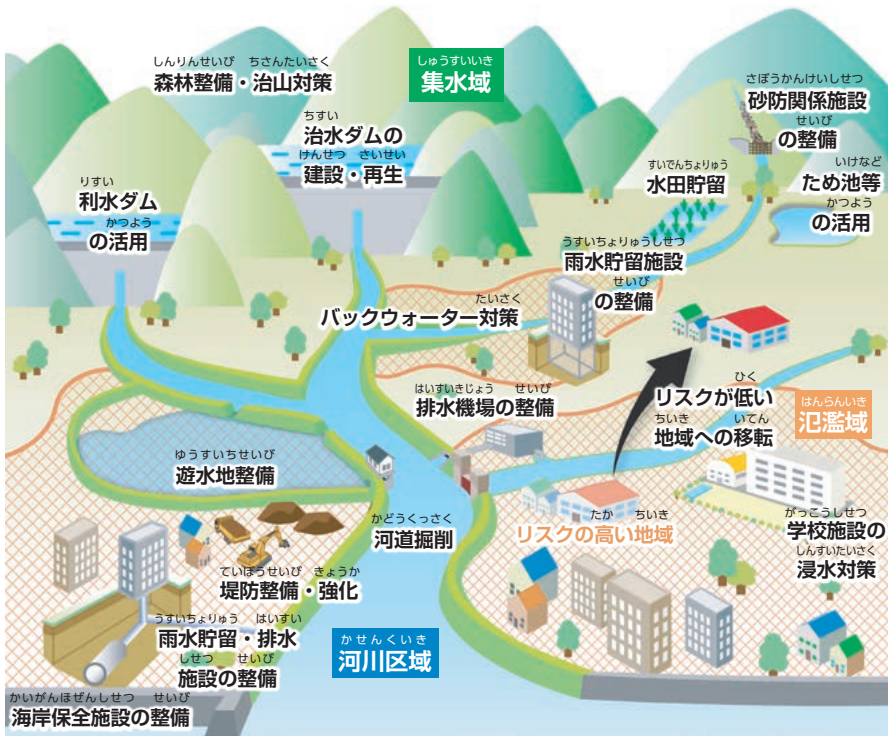 しんりんせいび ちさんたいさく
森林整備・治山対策
しゅうすいいき
集水域
さぼうかんけいしせつ
砂防関係施設
せいび
の整備
ちすい
治水ダムの
けんせつ さいせい
建設・再生
すいでんちょりゅう
水田貯留
いけなど
ため池等
かつよう
の活用
りすい
利水ダム
かつよう
の活用
うすいちょりゅうしせつ
雨水貯留施設
せいび
の整備
たいさく
バックウォーター対策
はいすいきじょう せいび
排水機場の整備
ひく
リスクが低い
ちいき いてん
地域への移転
はんらんいき
氾濫域
ゆうすいちせいび
遊水地整備
かどうくっさく
河道掘削
たか ちいき
リスクの高い地域
がっこうしせつ
学校施設の
しんすいたいさく
浸水対策
ていぼうせいび きょうか
堤防整備・強化
うすいちょりゅう はいすい
雨水貯留・排水
しせつ せいび
施設の整備
かせんくいき
河川区域
かいがんほぜんしせつ せいび
海岸保全施設の整備